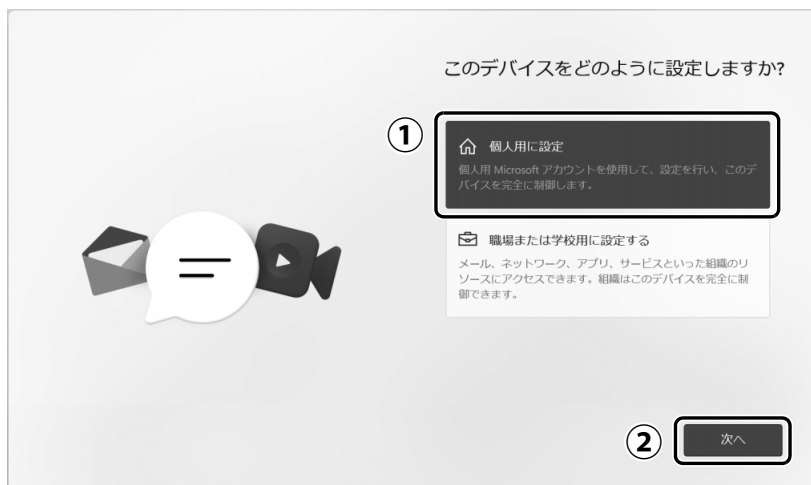 このデバイスをどのように設定しますか?
①
個人用に設定
個人用 Microsoft アカウントを使用して、設定を行い、このデ
バイスを完全に制御します。
職場または学校用に設定する
メール、ネットワーク、アプリ、サービスといった組織のリ
ソースにアクセスできます。組織はこのデバイスを完全に制
御できます。
②
次へ